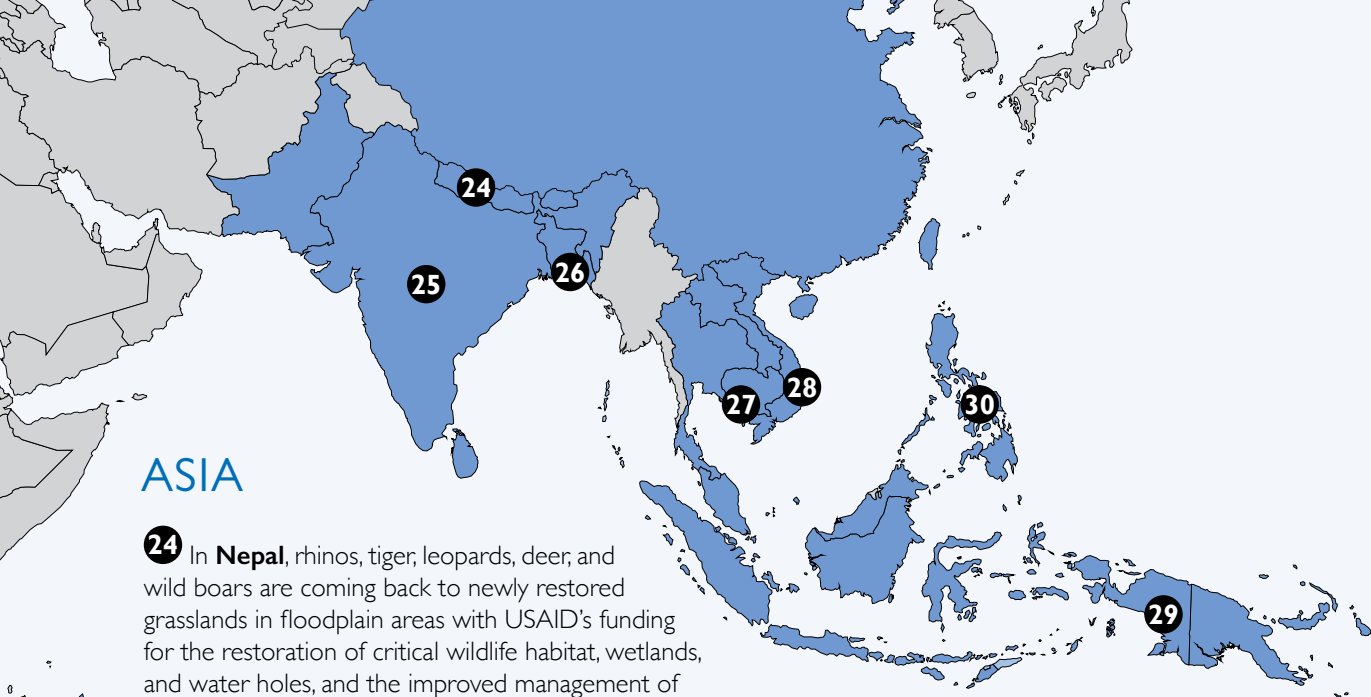 24
25
26
27
28
30
29
ASIA
24 In Nepal, rhinos, tiger, leopards, deer, and
wild boars are coming back to newly restored
grasslands in floodplain areas with USAID's funding
for the restoration of critical wildlife habitat, wetlands,
and water holes, and the improved management of